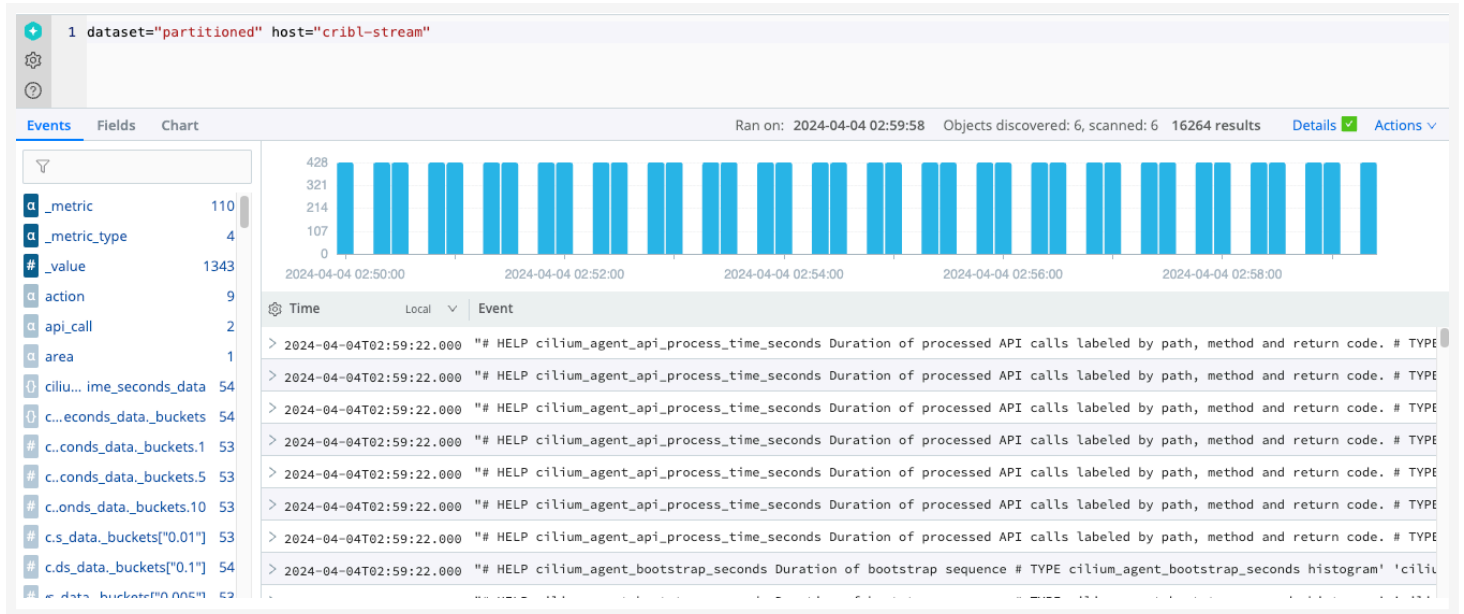 1 dataset="partitioned" host="cribl-stream"
Events Fields Chart
Ran on: 2024-04-04 02:59:58 Objects discovered: 6, scanned: 6 16264 results Details Actions
α _metric 110
α _metric_type 4
# _value 1343
α action 9
α api_call 2
α area 1
{} ciliu... ime_seconds_data 54
{} c...econds_data._buckets 54
# c..conds_data._buckets.1 53
# c..conds_data._buckets.5 53
# c..onds_data._buckets.10 53
# c.s_data._buckets["0.01"] 53
# c.ds_data._buckets["0.1"] 54
428
321
214
107
0
2024-04-04 02:50:00 2024-04-04 02:52:00 2024-04-04 02:54:00 2024-04-04 02:56:00 2024-04-04 02:58:00
Time Local Event
2024-04-04T02:59:22.000 "# HELP cilium_agent_api_process_time_seconds Duration of processed API calls labeled by path, method and return code. # TYPE
2024-04-04T02:59:22.000 "# HELP cilium_agent_api_process_time_seconds Duration of processed API calls labeled by path, method and return code. # TYPE
2024-04-04T02:59:22.000 "# HELP cilium_agent_api_process_time_seconds Duration of processed API calls labeled by path, method and return code. # TYPE
2024-04-04T02:59:22.000 "# HELP cilium_agent_api_process_time_seconds Duration of processed API calls labeled by path, method and return code. # TYPE
2024-04-04T02:59:22.000 "# HELP cilium_agent_api_process_time_seconds Duration of processed API calls labeled by path, method and return code. # TYPE
2024-04-04T02:59:22.000 "# HELP cilium_agent_api_process_time_seconds Duration of processed API calls labeled by path, method and return code. # TYPE
2024-04-04T02:59:22.000 "# HELP cilium_agent_api_process_time_seconds Duration of processed API calls labeled by path, method and return code. # TYPE
2024-04-04T02:59:22.000 "# HELP cilium_agent_bootstrap_seconds Duration of bootstrap sequence # TYPE cilium_agent_bootstrap_seconds histogram' 'ciliu